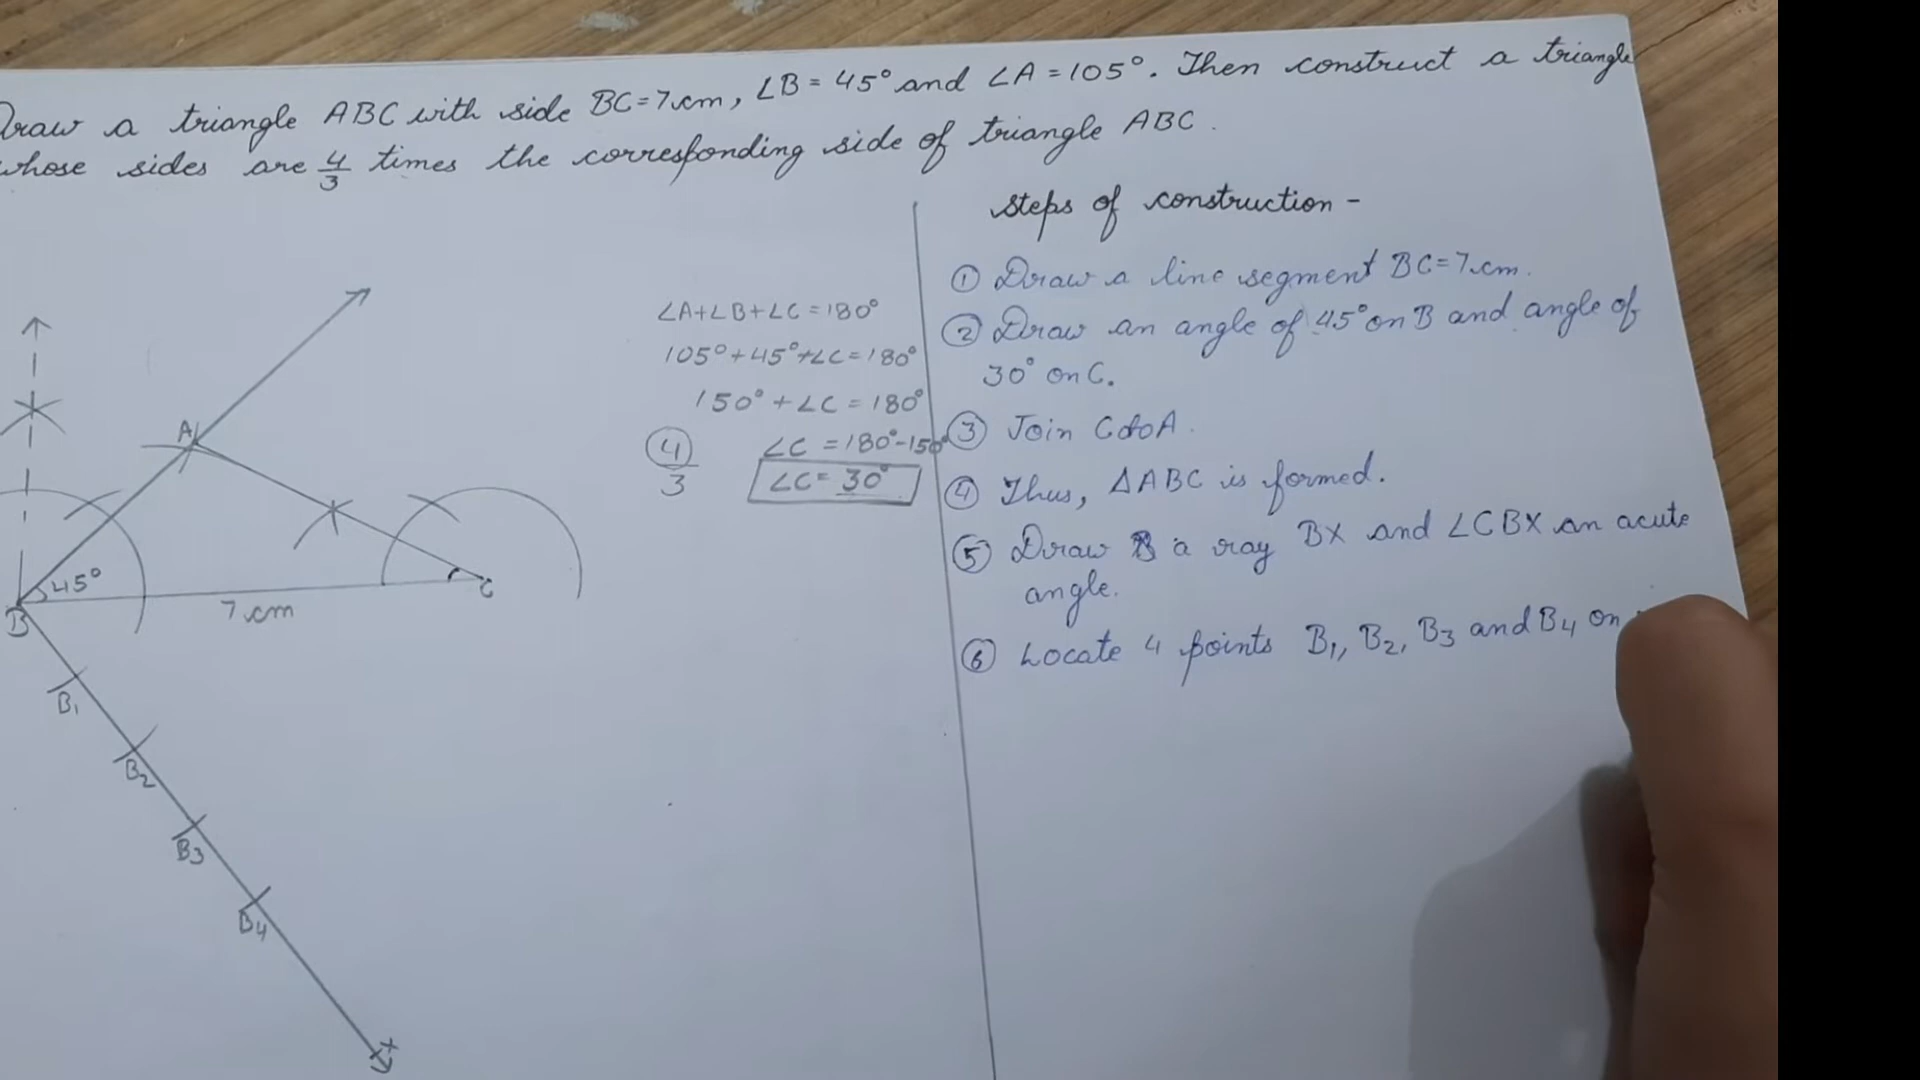 Draw a triangle ABC with side BC=7cm, ∠B=45° and ∠A=105°. Then construct a triangle
whose sides are 4/3 times the corresponding side of triangle ABC.
steps of construction -
① Draw a line segment BC=7cm.
② Draw an angle of 45° on B and angle of
30° on C.
③ Join C to A.
④ Thus, ΔABC is formed.
⑤ Draw a ray BX and ∠CBX an acute
angle.
⑥ Locate 4 points B1, B2, B3 and B4 on
∠A+∠B+∠C=180°
105°+45°+∠C=180°
150°+∠C=180°
∠C=180°-150°
∠C=30°
4/3
A
45°
B
7cm
C
B1
B2
B3
B4
X